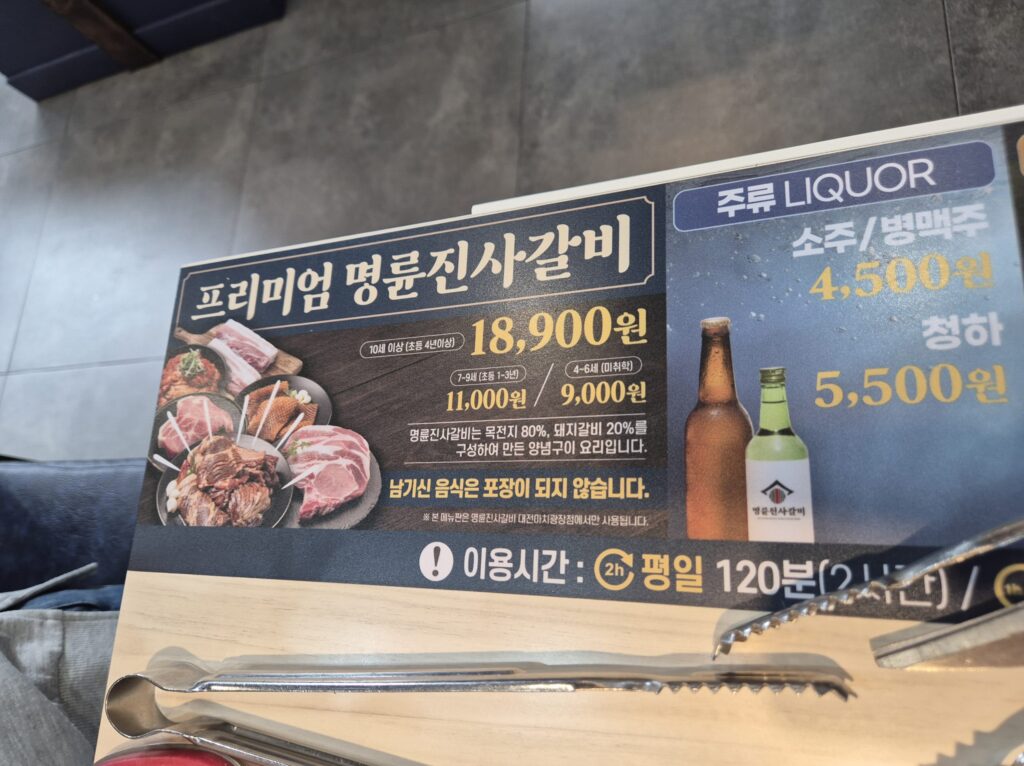 프리미엄 명륜진사갈비
10세 이상 (초등 4년이상) 18,900원
7~9세 (초등 1~3년) / 4~6세 (미취학)
11,000원 / 9,000원
명륜진사갈비는 목전지 80%, 돼지갈비 20%를
구성하여 만든 양념구이 요리입니다.
남기신 음식은 포장이 되지 않습니다.
※ 본 메뉴판은 명륜진사갈비 대전아치광장점에서만 사용됩니다.
주류 LIQUOR
소주/병맥주
4,500원
청하
5,500원
명륜진사갈비
! 이용시간 : 2h 평일 120분(2시간) /